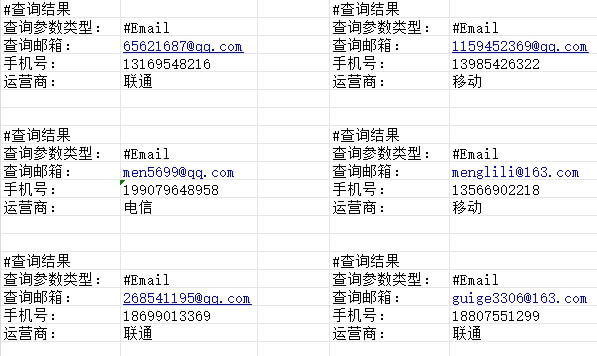 #查询结果
查询参数类型： #Email
查询邮箱： 65621687@qq.com
手机号： 13169548216
运营商： 联通
#查询结果
查询参数类型： #Email
查询邮箱： 1159452369@qq.com
手机号： 13985426322
运营商： 移动
#查询结果
查询参数类型： #Email
查询邮箱： men5699@qq.com
手机号： 199079648958
运营商： 电信
#查询结果
查询参数类型： #Email
查询邮箱： menglili@163.com
手机号： 13566902218
运营商： 移动
#查询结果
查询参数类型： #Email
查询邮箱： 268541195@qq.com
手机号： 18699013369
运营商： 联通
#查询结果
查询参数类型： #Email
查询邮箱： guige3306@163.com
手机号： 18807551299
运营商： 联通